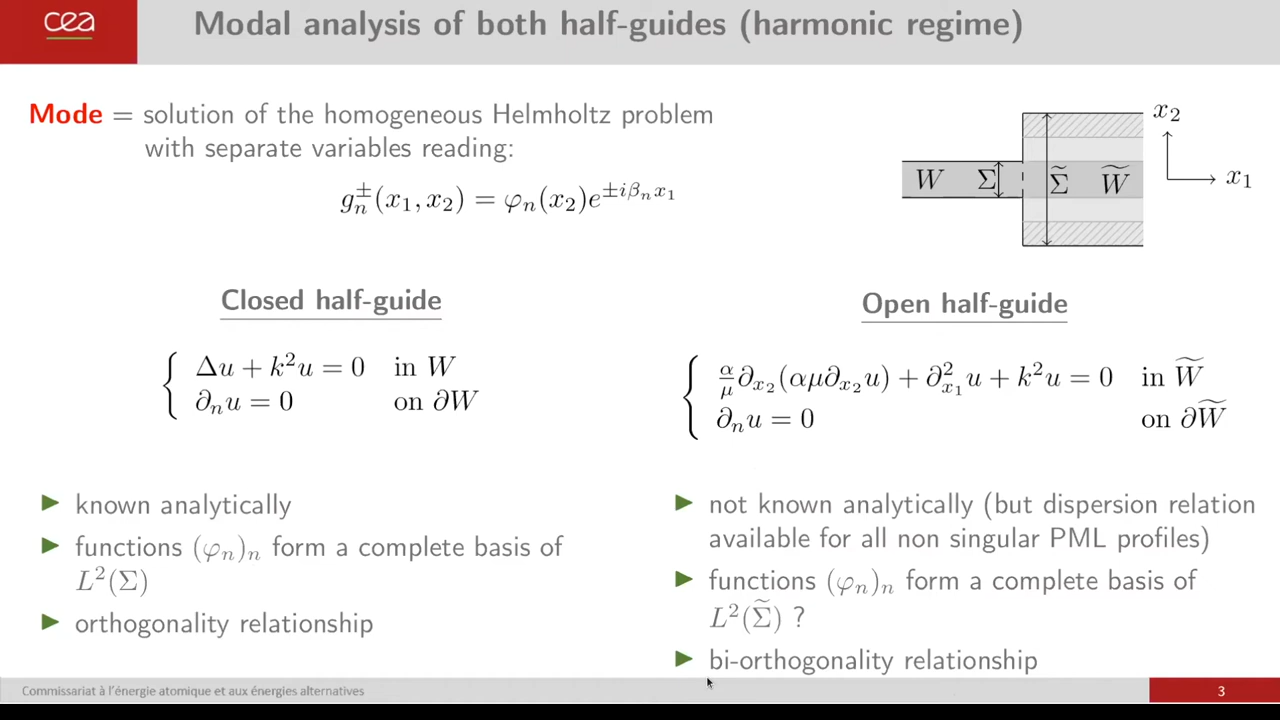 cea
Modal analysis of both half-guides (harmonic regime)
Mode = solution of the homogeneous Helmholtz problem
with separate variables reading:
g_n^±(x_1, x_2) = φ_n(x_2)e^{±iβ_n x_1}
W Σ Σ̃ W̃ x_2 x_1
Closed half-guide
Δu + k²u = 0 in W
∂_n u = 0 on ∂W
▶ known analytically
▶ functions (φ_n)_n form a complete basis of
L²(Σ)
▶ orthogonality relationship
Open half-guide
α/μ ∂_{x_2}(αμ∂_{x_2}u) + ∂²_{x_1}u + k²u = 0 in W̃
∂_n u = 0 on ∂W̃
▶ not known analytically (but dispersion relation
available for all non singular PML profiles)
▶ functions (φ_n)_n form a complete basis of
L²(Σ̃) ?
▶ bi-orthogonality relationship
Commissariat à l'énergie atomique et aux énergies alternatives
3